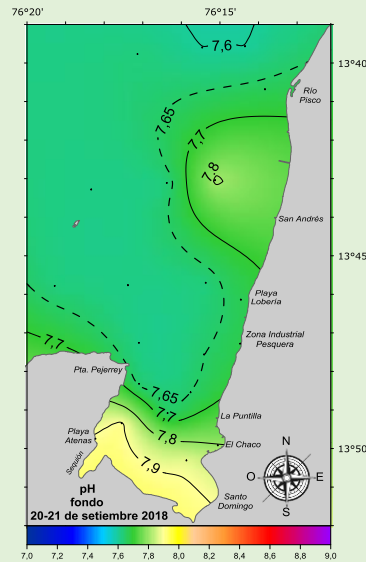 76°20' 76°15'
7,6
13°40'
Río
Pisco
7,65
7,7
7,8
San Andrés
13°45'
Playa
Lobería
Zona Industrial
Pesquera
7,7
Pta. Pejerrey
7,65
7,7
La Puntilla
Playa
Atenas
7,8
El Chaco
13°50'
Sequión
7,9
N
O E
S
Santo
Domingo
pH
fondo
20-21 de setiembre 2018
7,0 7,2 7,4 7,6 7,8 8,0 8,2 8,4 8,6 8,8 9,0